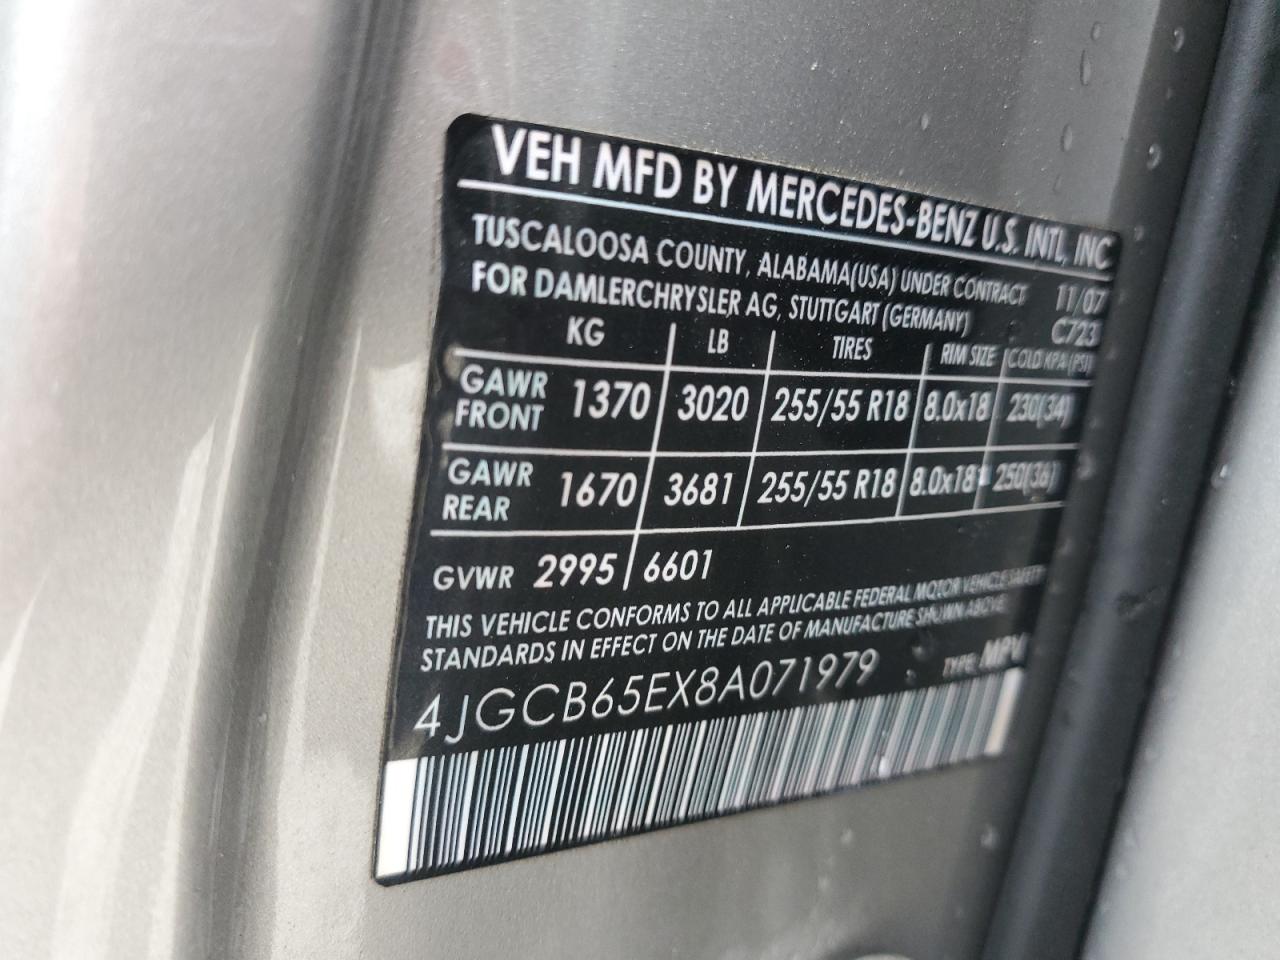 VEH MFD BY MERCEDES-BENZ U.S. INTL, INC
TUSCALOOSA COUNTY, ALABAMA(USA) UNDER CONTRACT 11/07
FOR DAMLERCHRYSLER AG, STUTTGART (GERMANY) C723
KG LB TIRES RIM SIZE COLD KPA (PSI)
GAWR FRONT 1370 3020 255/55 R18 8.0x18 230(34)
GAWR REAR 1670 3681 255/55 R18 8.0x18 250(36)
GVWR 2995 6601
THIS VEHICLE CONFORMS TO ALL APPLICABLE FEDERAL MOTOR VEHICLE SAFETY
STANDARDS IN EFFECT ON THE DATE OF MANUFACTURE SHOWN ABOVE
4JGCB65EX8A071979 TYPE: MPV